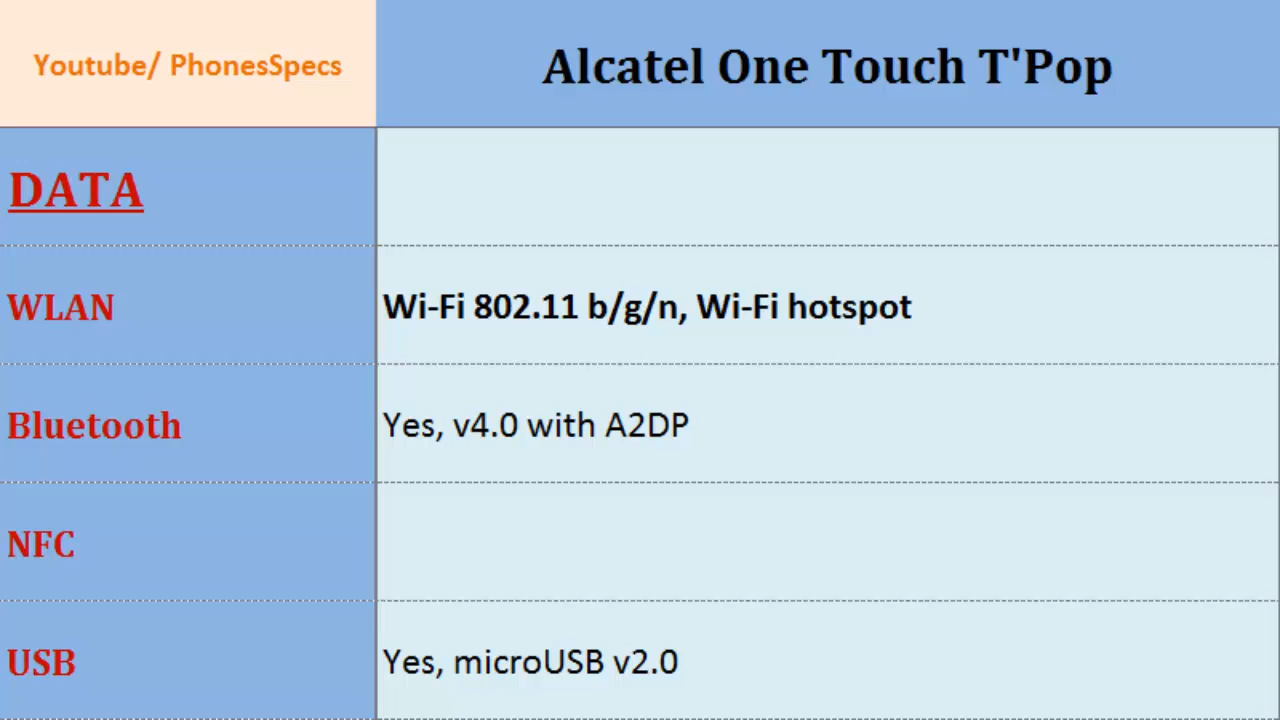 Youtube/ PhonesSpecs
Alcatel One Touch T'Pop
DATA
WLAN
Wi-Fi 802.11 b/g/n, Wi-Fi hotspot
Bluetooth
Yes, v4.0 with A2DP
NFC
USB
Yes, microUSB v2.0